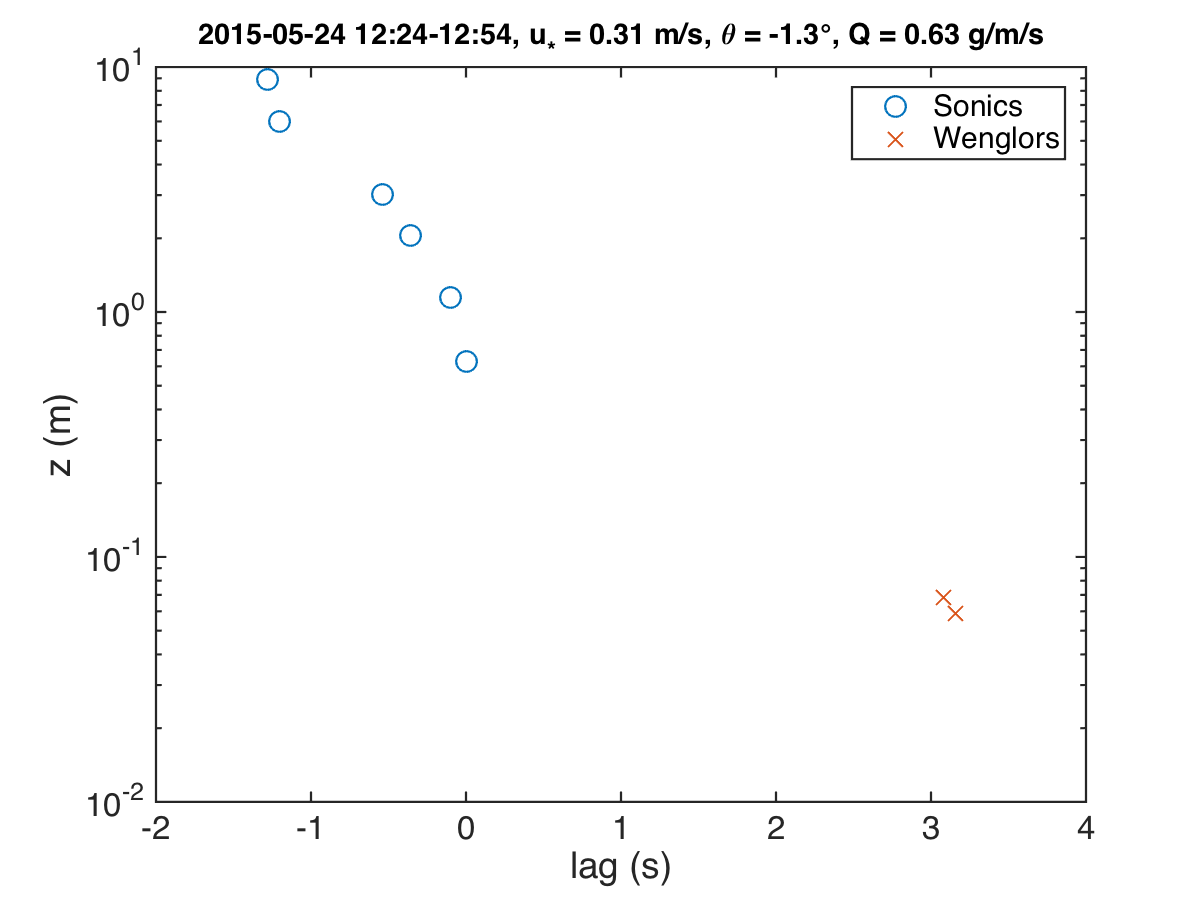 2015-05-24 12:24-12:54, u* = 0.31 m/s, θ = -1.3°, Q = 0.63 g/m/s
Sonics
Wenglors
z (m)
10^1
10^0
10^-1
10^-2
-2 -1 0 1 2 3 4
lag (s)